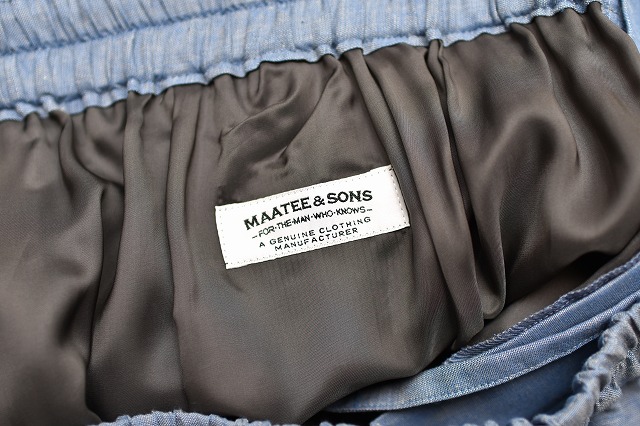 MAATEE & SONS
-FOR·THE·MAN·WHO·KNOWS-
A GENUINE CLOTHING
MANUFACTURER